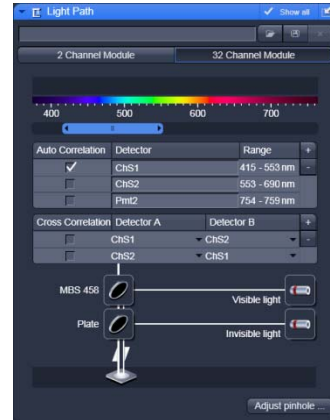 Light Path Show all
2 Channel Module 32 Channel Module
400 500 600 700
Auto Correlation Detector Range +
ChS1 415 - 553 nm -
ChS2 553 - 690 nm
Pmt2 754 - 759 nm
Cross Correlation Detector A Detector B +
ChS1 ChS2 -
ChS2 ChS1
MBS 458
Visible light
Plate
Invisible light
Adjust pinhole ...